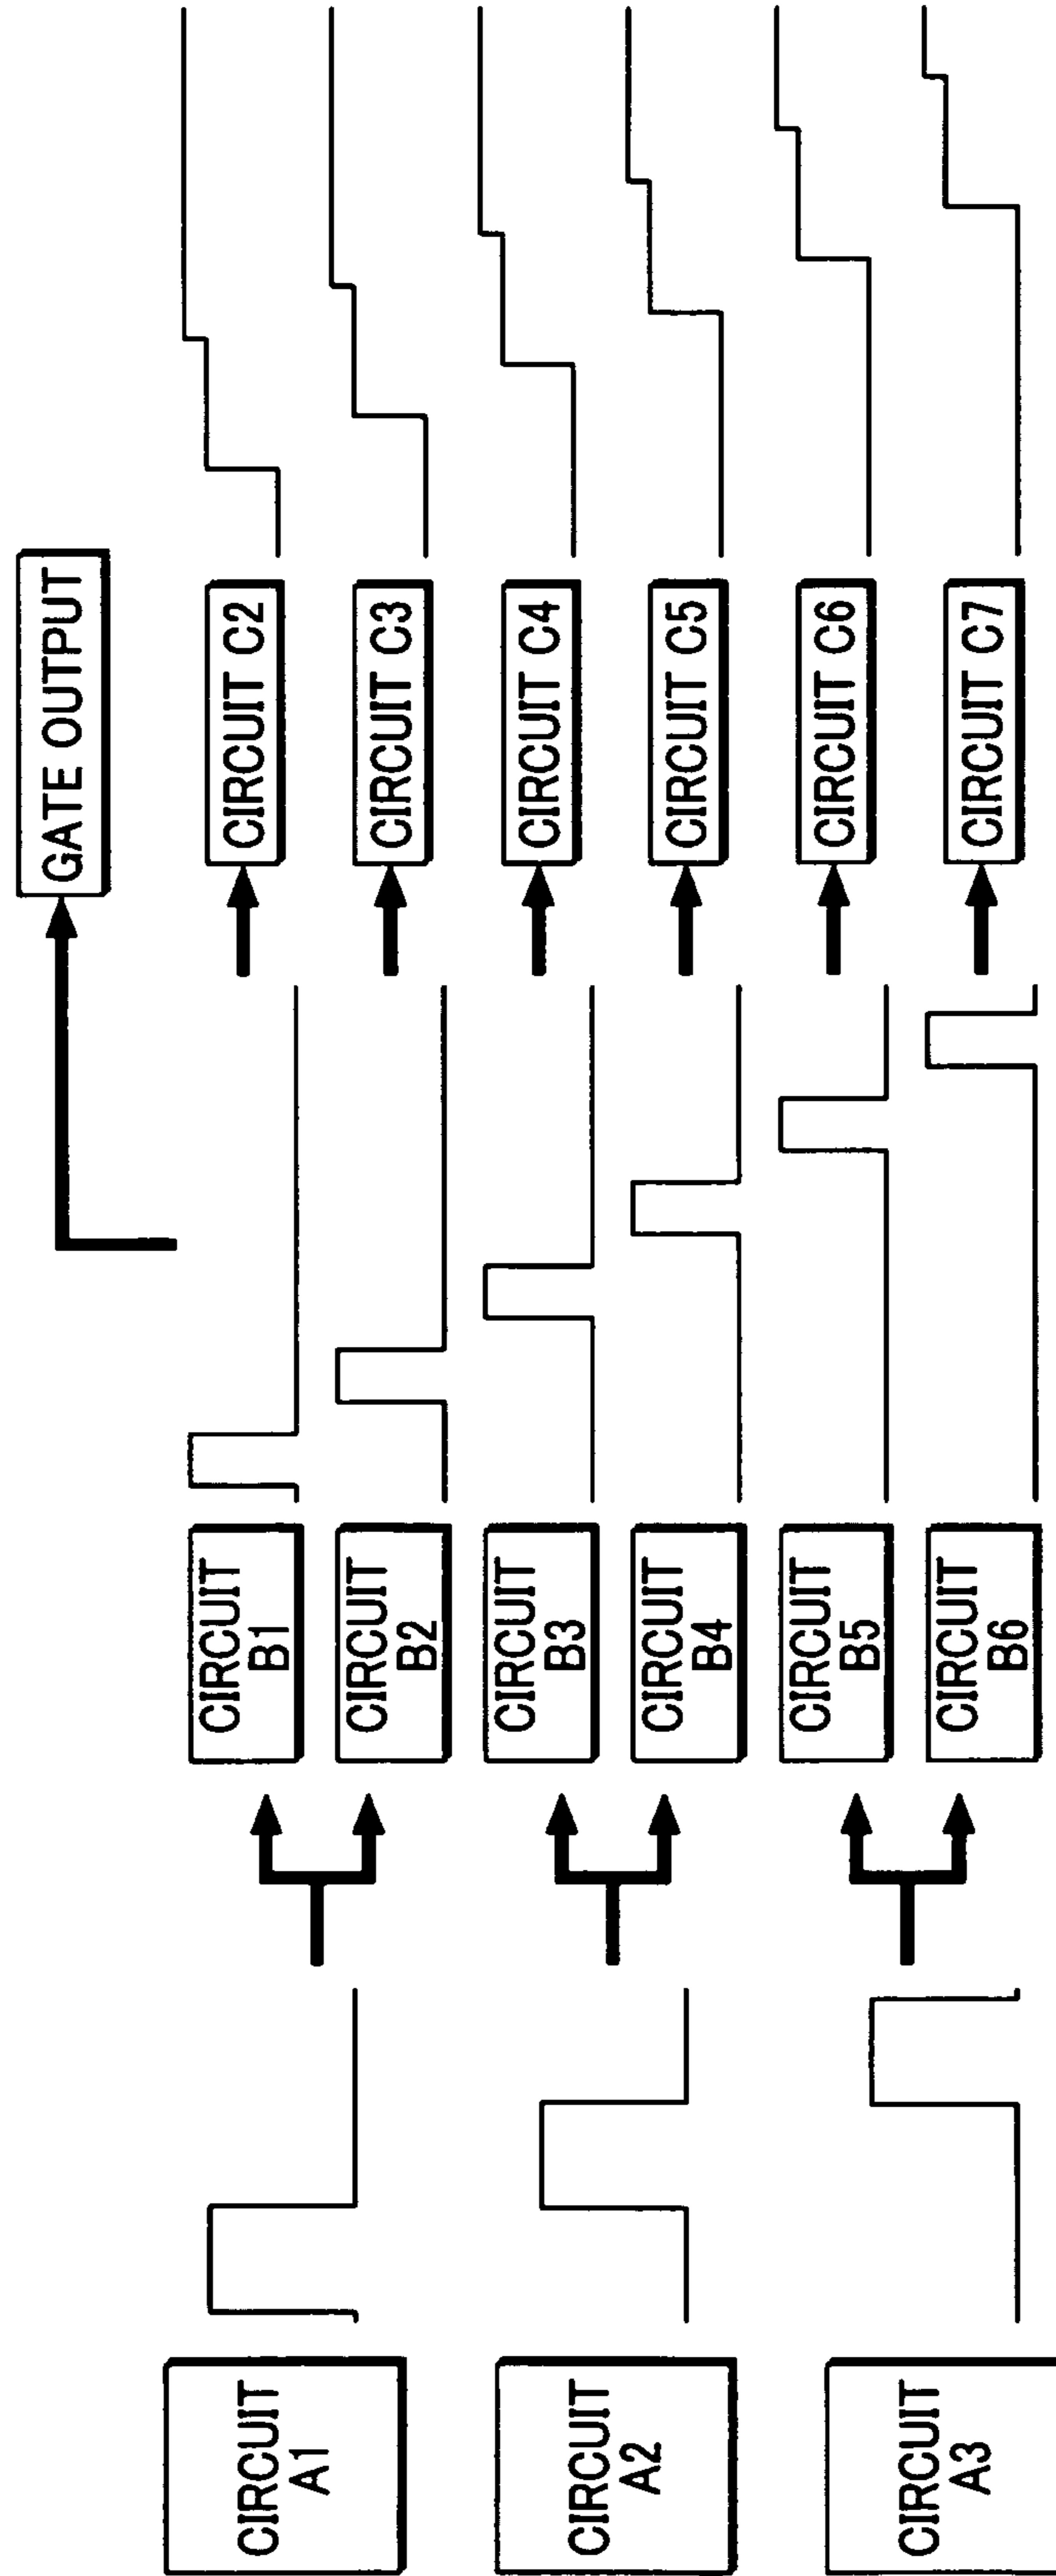 GATE OUTPUT
CIRCUIT
A1
CIRCUIT
A2
CIRCUIT
A3
CIRCUIT
B1
CIRCUIT
B2
CIRCUIT
B3
CIRCUIT
B4
CIRCUIT
B5
CIRCUIT
B6
CIRCUIT C2
CIRCUIT C3
CIRCUIT C4
CIRCUIT C5
CIRCUIT C6
CIRCUIT C7